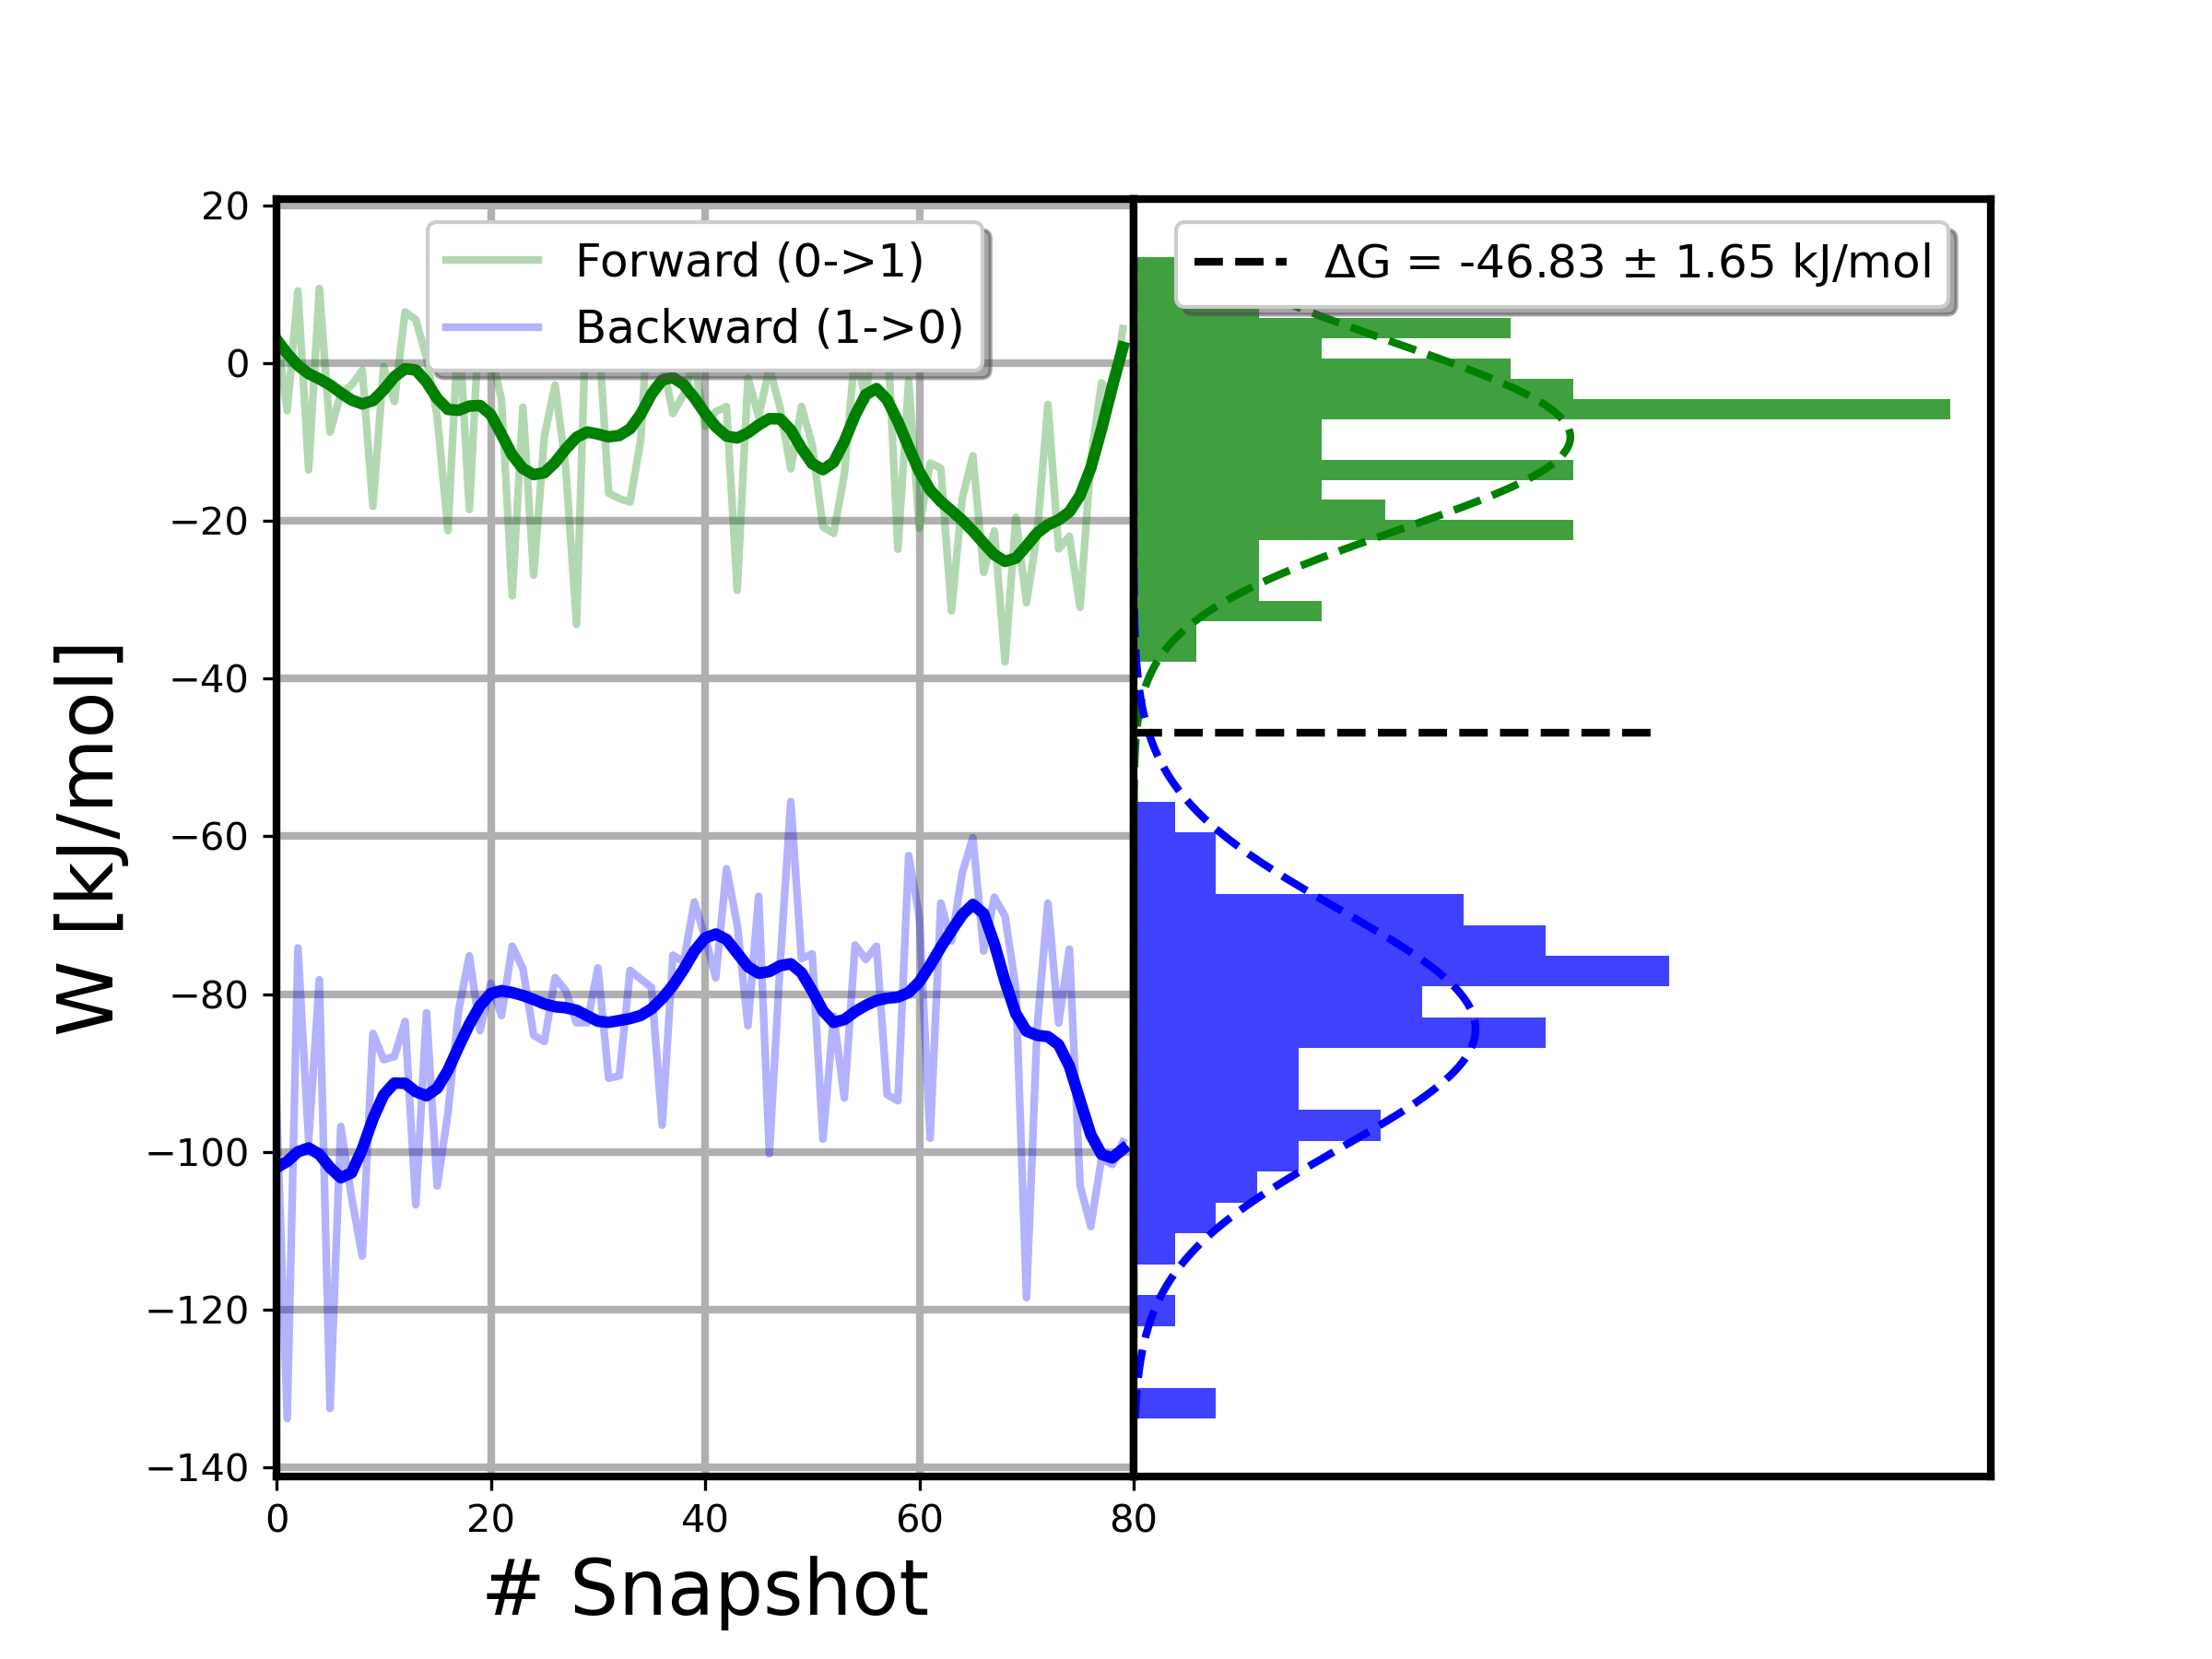 20
0
−20
−40
−60
−80
−100
−120
−140
W [kJ/mol]
Forward (0->1)
Backward (1->0)
ΔG = -46.83 ± 1.65 kJ/mol
0 20 40 60 80
# Snapshot